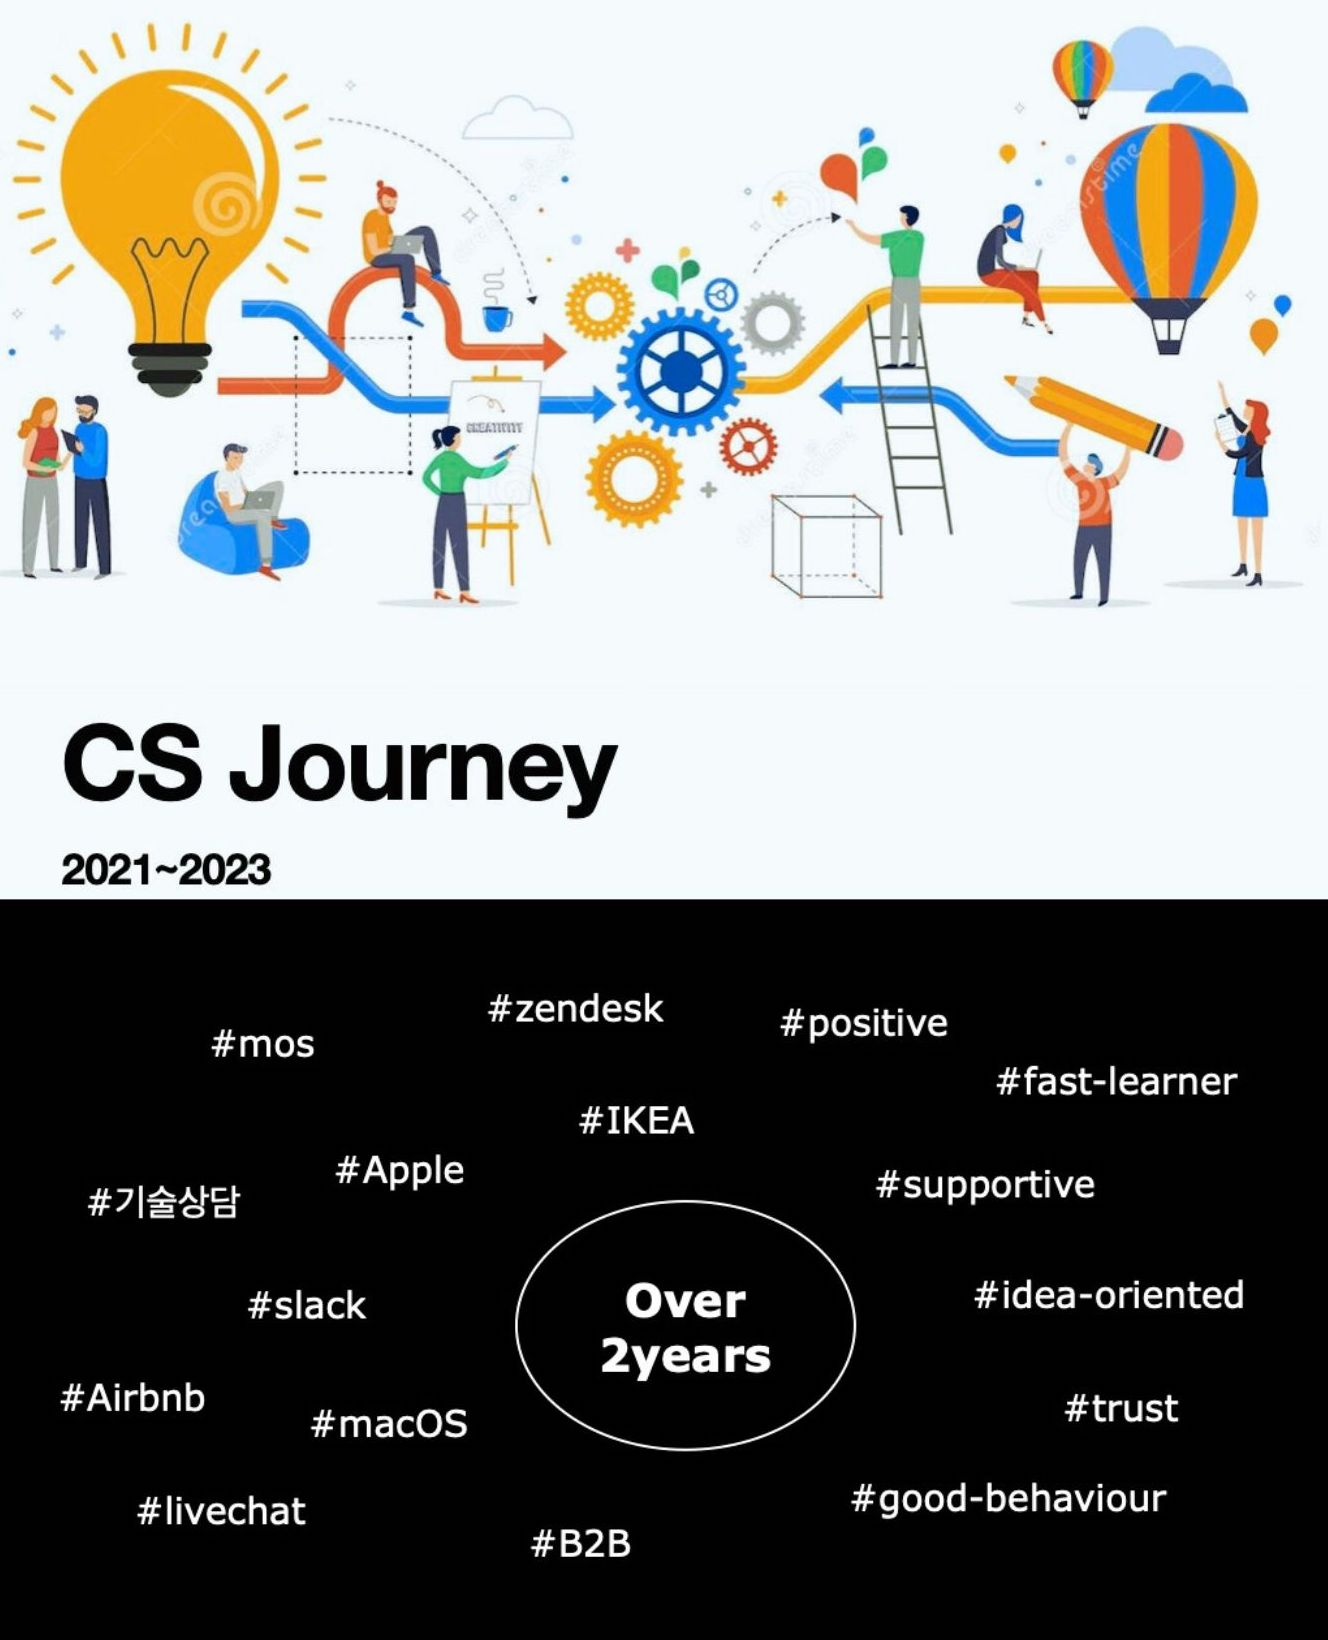 CREATIVITY
CS Journey
2021~2023
#zendesk
#positive
#mos
#fast-learner
#IKEA
#Apple
#supportive
#기술상담
Over
2years
#idea-oriented
#slack
#Airbnb
#trust
#macOS
#good-behaviour
#livechat
#B2B